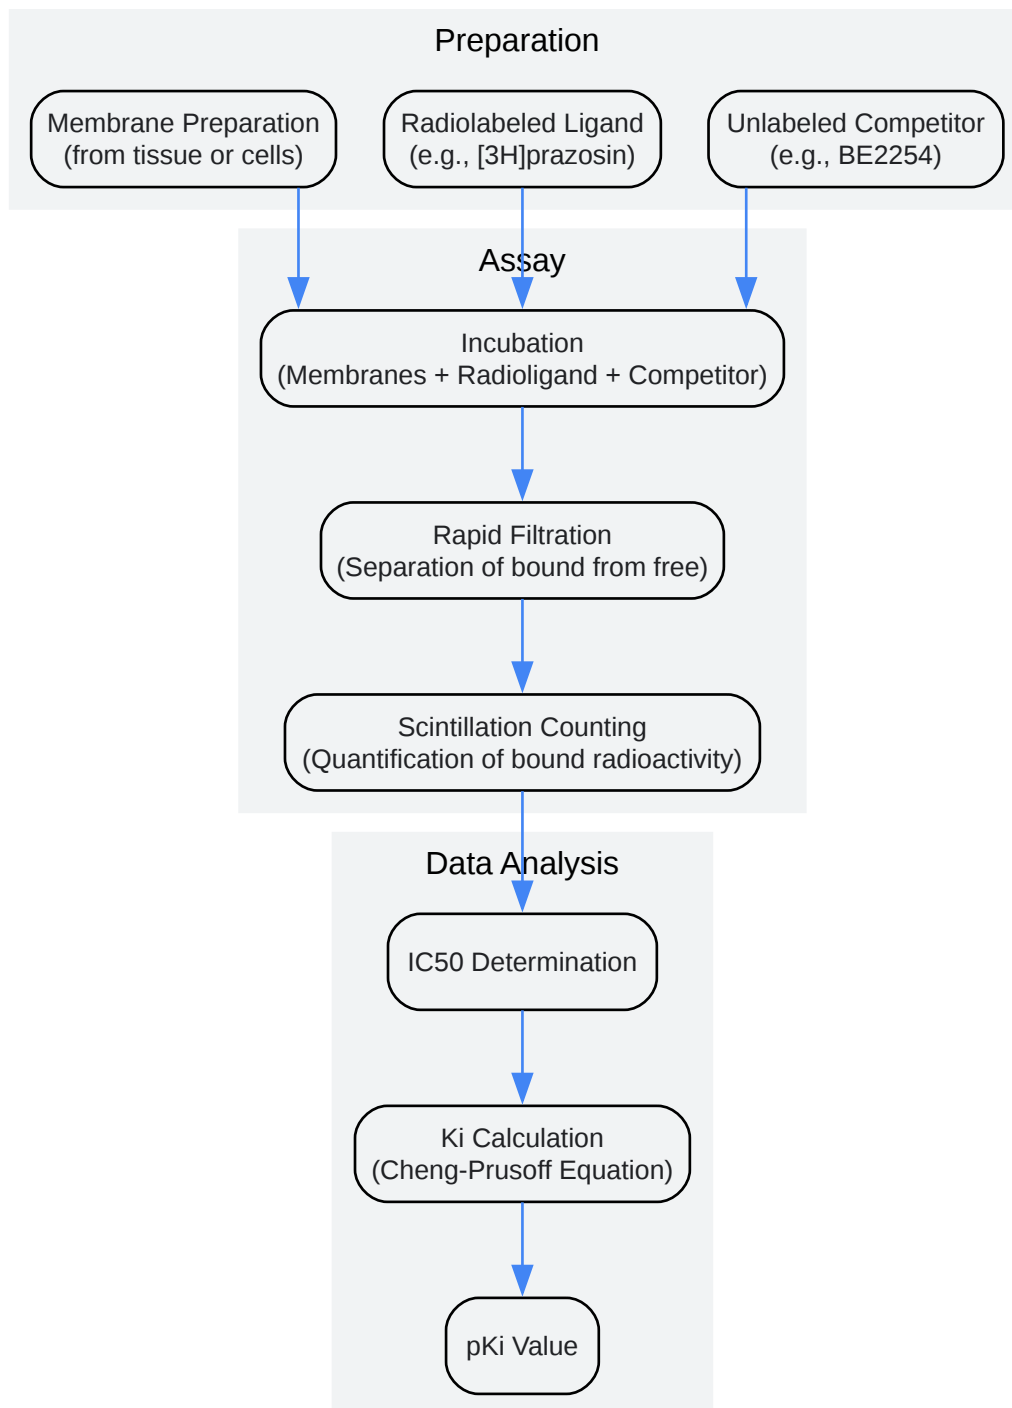 Preparation
Membrane Preparation
(from tissue or cells)
Radiolabeled Ligand
(e.g., [3H]prazosin)
Unlabeled Competitor
(e.g., BE2254)
Assay
Incubation
(Membranes + Radioligand + Competitor)
Rapid Filtration
(Separation of bound from free)
Scintillation Counting
(Quantification of bound radioactivity)
Data Analysis
IC50 Determination
Ki Calculation
(Cheng-Prusoff Equation)
pKi Value